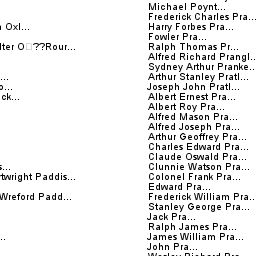 Oxl...
lter O□??Rour...
...
o...
ck...
s...
rtwright Paddis...
Wreford Padd...
...
Michael Poynt...
Frederick Charles Pra...
Harry Forbes Pra...
Fowler Pra...
Ralph Thomas Pr...
Alfred Richard Prangl...
Sydney Arthur Pranke...
Arthur Stanley Pratl...
Joseph John Pratl...
Albert Ernest Pra...
Albert Roy Pra...
Alfred Mason Pra...
Alfred Joseph Pra...
Arthur Geoffrey Pra...
Charles Edward Pra...
Claude Oswald Pra...
Clunnie Watson Pra...
Colonel Frank Pra...
Edward Pra...
Frederick William Pra...
Stanley George Pra...
Jack Pra...
Ralph James Pra...
James William Pra...
John Pra...